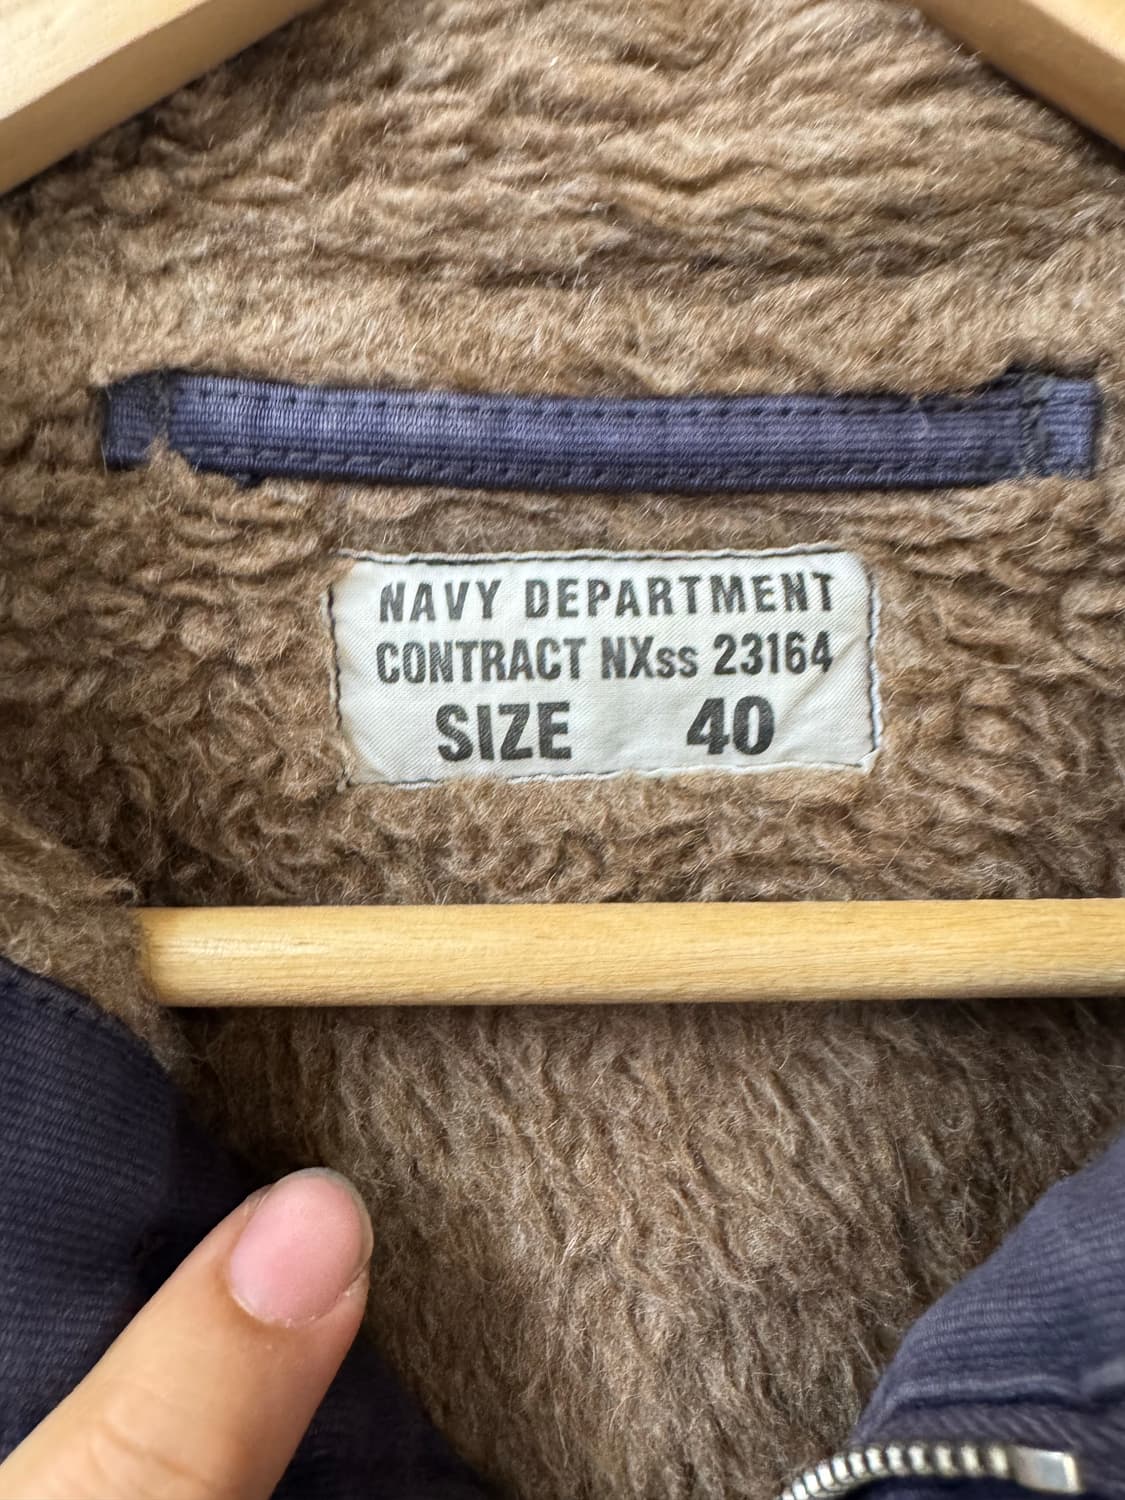 NAVY DEPARTMENT
CONTRACT NXss 23164
SIZE 40